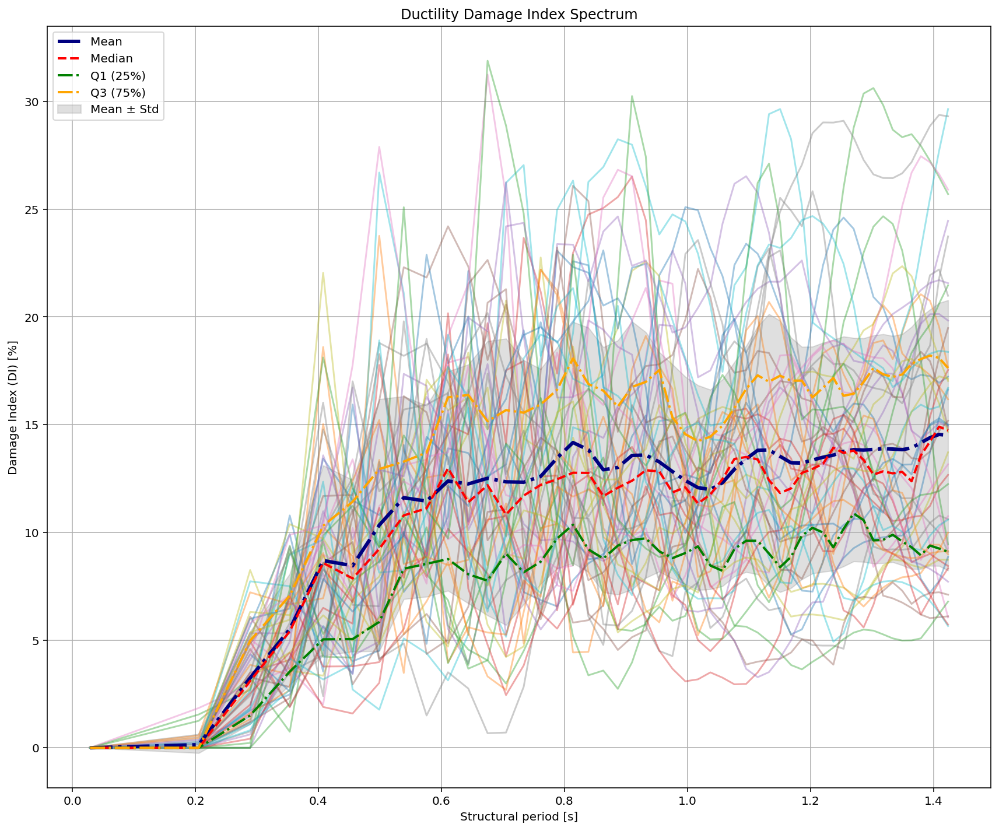 Ductility Damage Index Spectrum
Mean
Median
Q1 (25%)
Q3 (75%)
Mean ± Std
Damage Index (DI) [%]
30
25
20
15
10
5
0
0.0 0.2 0.4 0.6 0.8 1.0 1.2 1.4
Structural period [s]